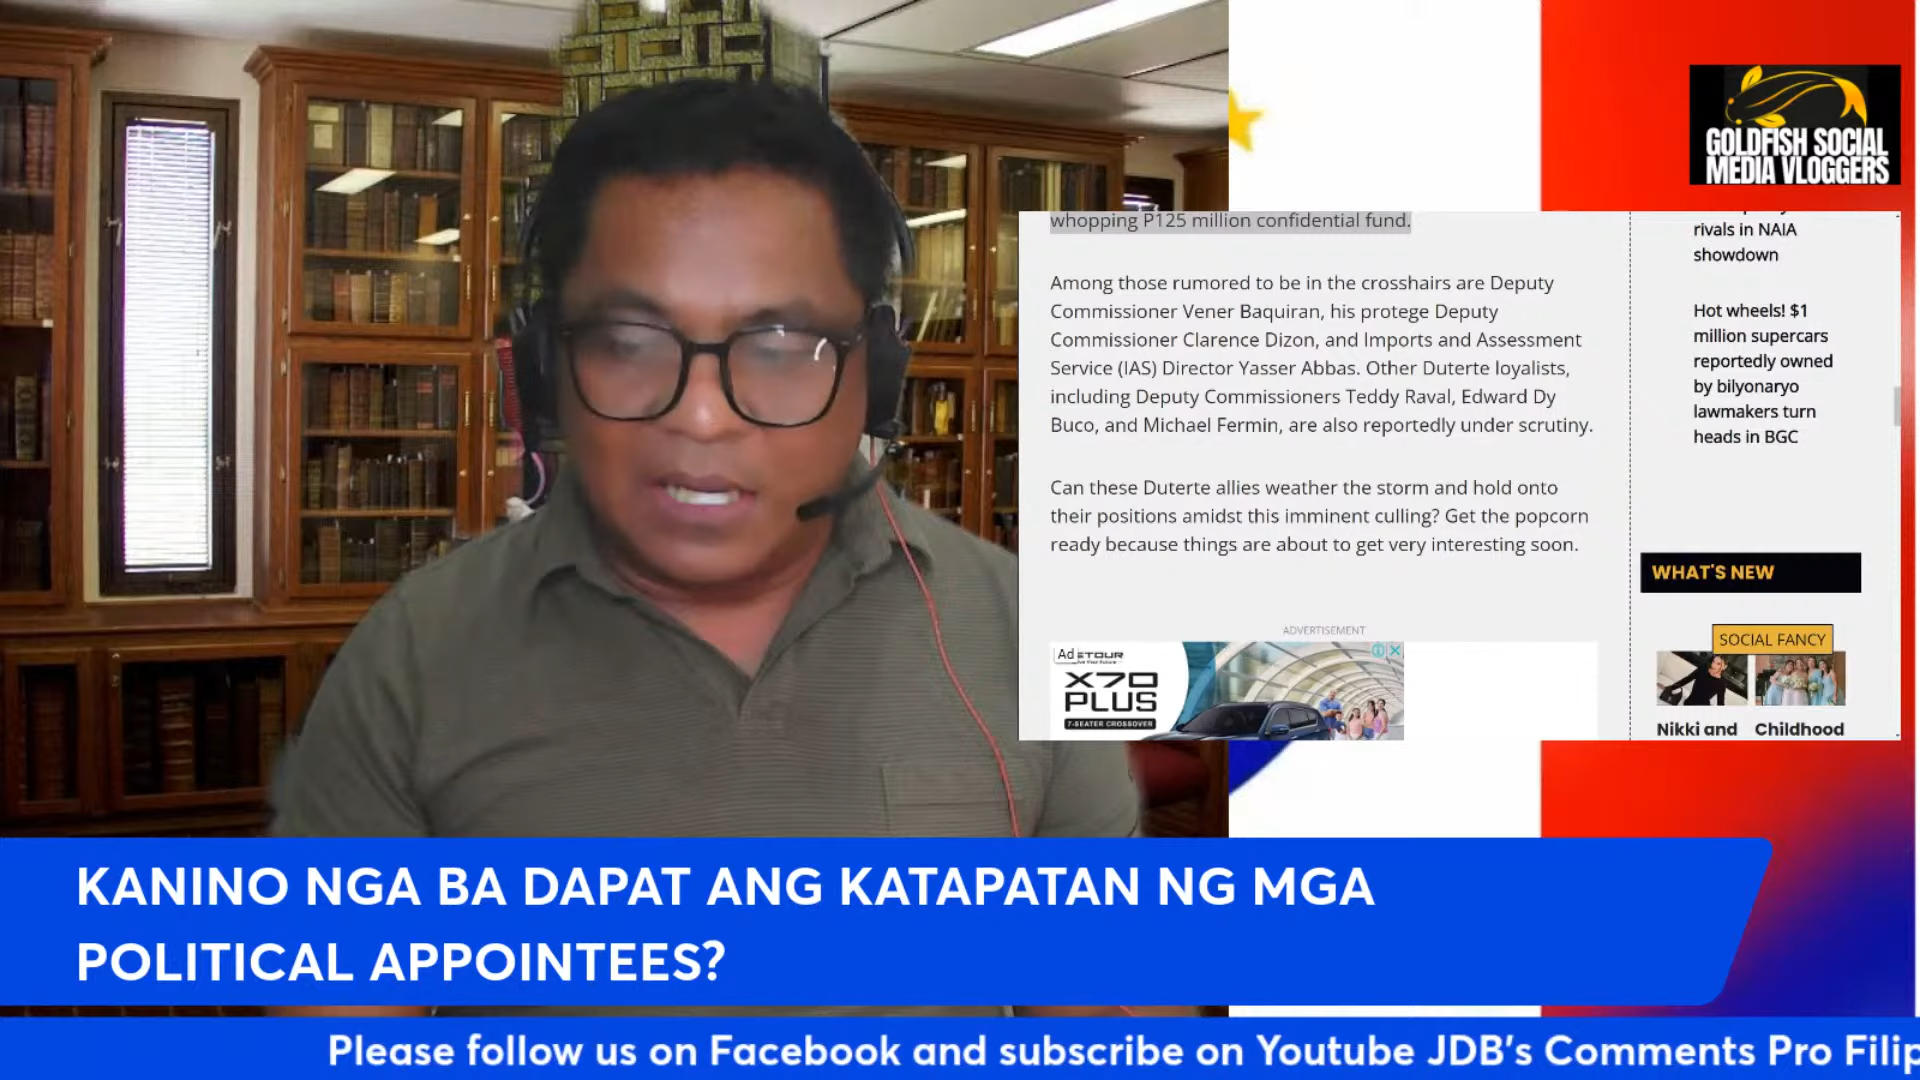 GOLDFISH SOCIAL
MEDIA VLOGGERS
whopping P125 million confidential fund.
Among those rumored to be in the crosshairs are Deputy
Commissioner Vener Baquiran, his protege Deputy
Commissioner Clarence Dizon, and Imports and Assessment
Service (IAS) Director Yasser Abbas. Other Duterte loyalists,
including Deputy Commissioners Teddy Raval, Edward Dy
Buco, and Michael Fermin, are also reportedly under scrutiny.
Can these Duterte allies weather the storm and hold onto
their positions amidst this imminent culling? Get the popcorn
ready because things are about to get very interesting soon.
ADVERTISEMENT
Ad
JETOUR
X70
PLUS
7-SEATER CROSSOVER
rivals in NAIA
showdown
Hot wheels! $1
million supercars
reportedly owned
by bilyonaryo
lawmakers turn
heads in BGC
WHAT'S NEW
SOCIAL FANCY
Nikki and
Childhood
KANINO NGA BA DAPAT ANG KATAPATAN NG MGA
POLITICAL APPOINTEES?
Please follow us on Facebook and subscribe on Youtube JDB's Comments Pro Filip